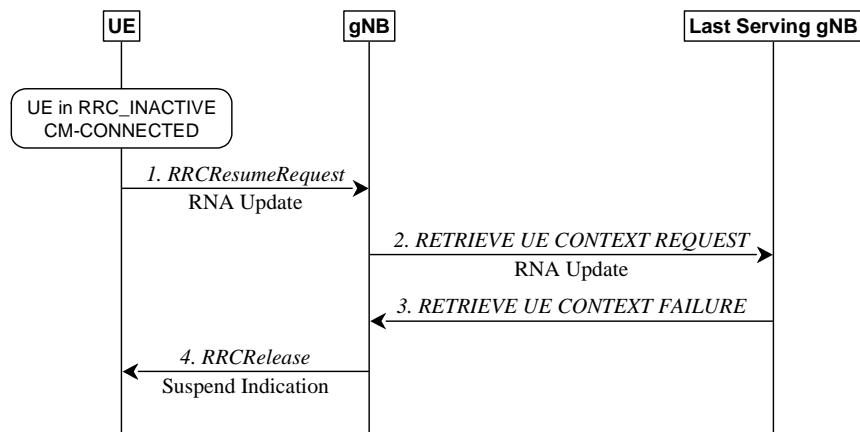 UE
gNB
Last Serving gNB
UE in RRC_INACTIVE
CM-CONNECTED
1. RRCResumeRequest
RNA Update
2. RETRIEVE UE CONTEXT REQUEST
RNA Update
3. RETRIEVE UE CONTEXT FAILURE
4. RRCRelease
Suspend Indication